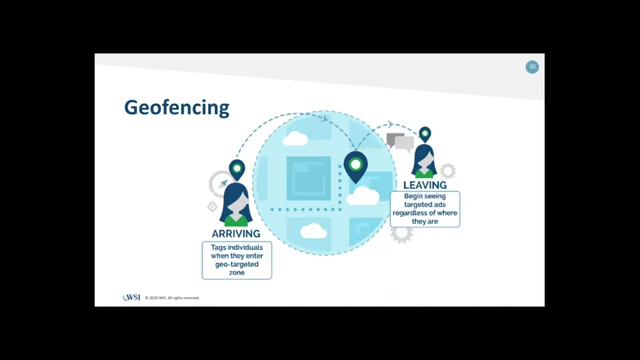 30
Geofencing
ARRIVING
Tags individuals
when they enter
geo-targeted
zone
LEAVING
Begin seeing
targeted ads
regardless of where
they are
WSI © 2020 WSI. All rights reserved.